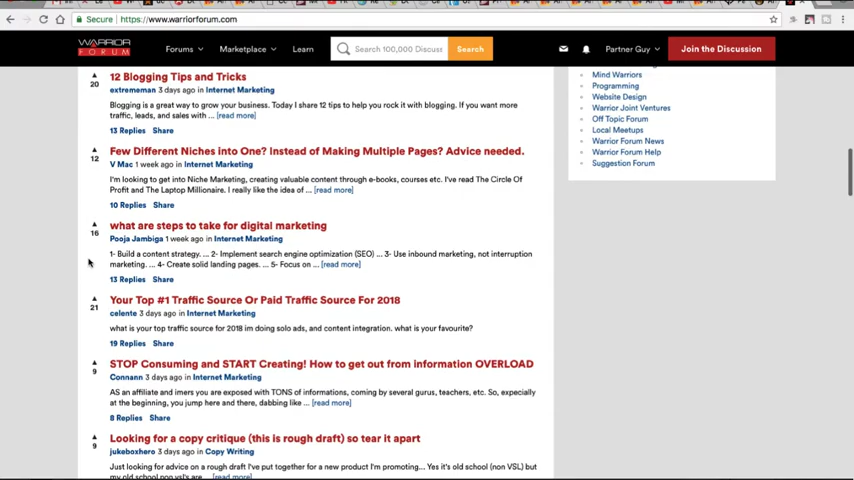 Secure https://www.warriorforum.com
WARRIOR
FORUM
Forums Marketplace Learn Search 100,000 Discuss Search Partner Guy Join the Discussion
20
12 Blogging Tips and Tricks
extrememan 3 days ago in Internet Marketing
Blogging is a great way to grow your business. Today I share 12 tips to help you rock it with blogging. If you want more
traffic, leads, and sales with ... [read more]
13 Replies Share
12
Few Different Niches into One? Instead of Making Multiple Pages? Advice needed.
V Mac 1 week ago in Internet Marketing
I'm looking to get into Niche Marketing, creating valuable content through e-books, courses etc. I've read The Circle Of
Profit and The Laptop Millionaire. I really like the idea of ... [read more]
10 Replies Share
16
what are steps to take for digital marketing
Pooja Jambiga 1 week ago in Internet Marketing
1- Build a content strategy. ... 2- Implement search engine optimization (SEO) ... 3- Use inbound marketing, not interruption
marketing. ... 4- Create solid landing pages. ... 5- Focus on ... [read more]
13 Replies Share
21
Your Top #1 Traffic Source Or Paid Traffic Source For 2018
celente 3 days ago in Internet Marketing
what is your top traffic source for 2018 im doing solo ads, and content integration. what is your favourite?
19 Replies Share
9
STOP Consuming and START Creating! How to get out from information OVERLOAD
Connann 3 days ago in Internet Marketing
AS an affiliate and imers you are exposed with TONS of informations, coming by several gurus, teachers, etc. So, especially
at the beginning, you jump here and there, dabbing like ... [read more]
8 Replies Share
9
Looking for a copy critique (this is rough draft) so tear it apart
jukeboxhero 3 days ago in Copy Writing
Just looking for advice on a rough draft I've put together for a new product I'm promoting... Yes it's old school (non VSL) but
my old school non vsl's are [read more]
Mind Warriors
Programming
Website Design
Warrior Joint Ventures
Off Topic Forum
Local Meetups
Warrior Forum News
Warrior Forum Help
Suggestion Forum